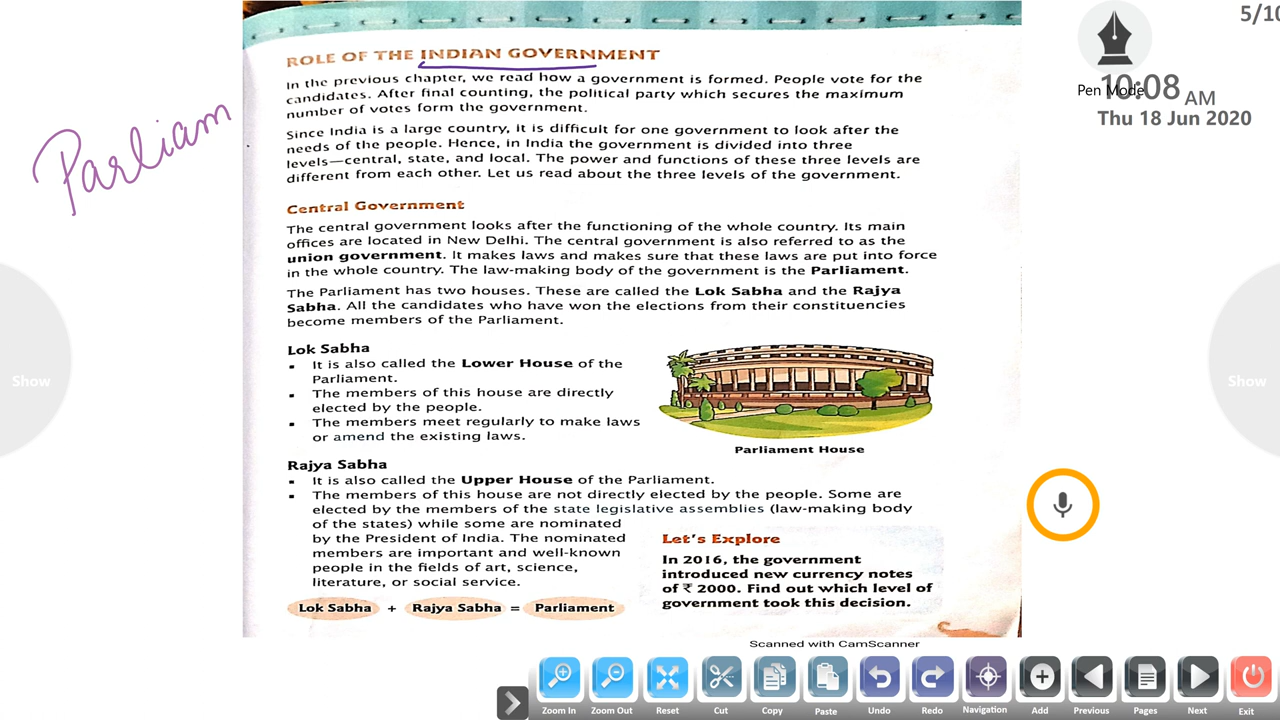 5/10
Pen Mode
10:08 AM
Thu 18 Jun 2020
Parliam
ROLE OF THE INDIAN GOVERNMENT
In the previous chapter, we read how a government is formed. People vote for the
candidates. After final counting, the political party which secures the maximum
number of votes form the government.
Since India is a large country, it is difficult for one government to look after the
needs of the people. Hence, in India the government is divided into three
levels—central, state, and local. The power and functions of these three levels are
different from each other. Let us read about the three levels of the government.
Central Government
The central government looks after the functioning of the whole country. Its main
offices are located in New Delhi. The central government is also referred to as the
union government. It makes laws and makes sure that these laws are put into force
in the whole country. The law-making body of the government is the Parliament.
The Parliament has two houses. These are called the Lok Sabha and the Rajya
Sabha. All the candidates who have won the elections from their constituencies
become members of the Parliament.
Lok Sabha
▪ It is also called the Lower House of the
Parliament.
▪ The members of this house are directly
elected by the people.
▪ The members meet regularly to make laws
or amend the existing laws.
Parliament House
Rajya Sabha
▪ It is also called the Upper House of the Parliament.
▪ The members of this house are not directly elected by the people. Some are
elected by the members of the state legislative assemblies (law-making body
of the states) while some are nominated
by the President of India. The nominated
members are important and well-known
people in the fields of art, science,
literature, or social service.
Lok Sabha + Rajya Sabha = Parliament
Let's Explore
In 2016, the government
introduced new currency notes
of ₹ 2000. Find out which level of
government took this decision.
Scanned with CamScanner
Show
Show
Zoom In Zoom Out Reset Cut Copy Paste Undo Redo Navigation Add Previous Pages Next Exit